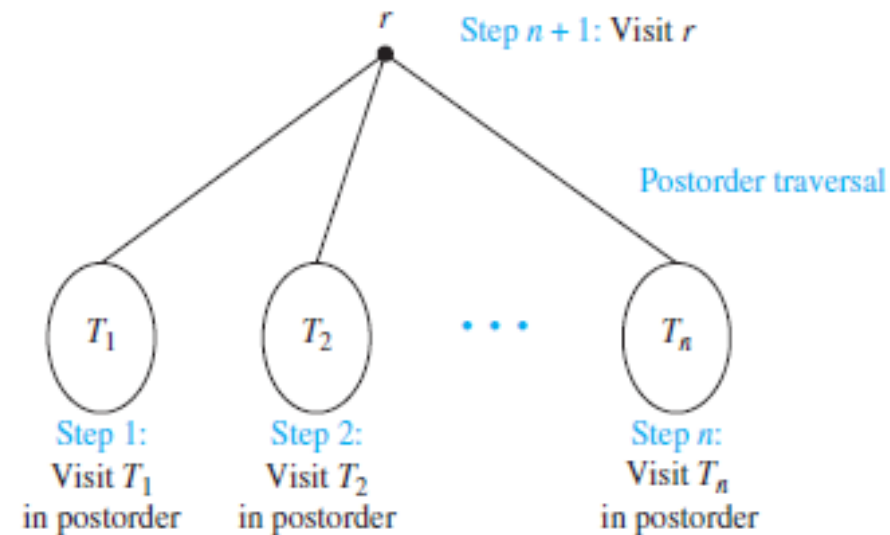 r
Step n + 1: Visit r
Postorder traversal
T₁
T₂
. . .
Tₙ
Step 1:
Visit T₁
in postorder
Step 2:
Visit T₂
in postorder
Step n:
Visit Tₙ
in postorder